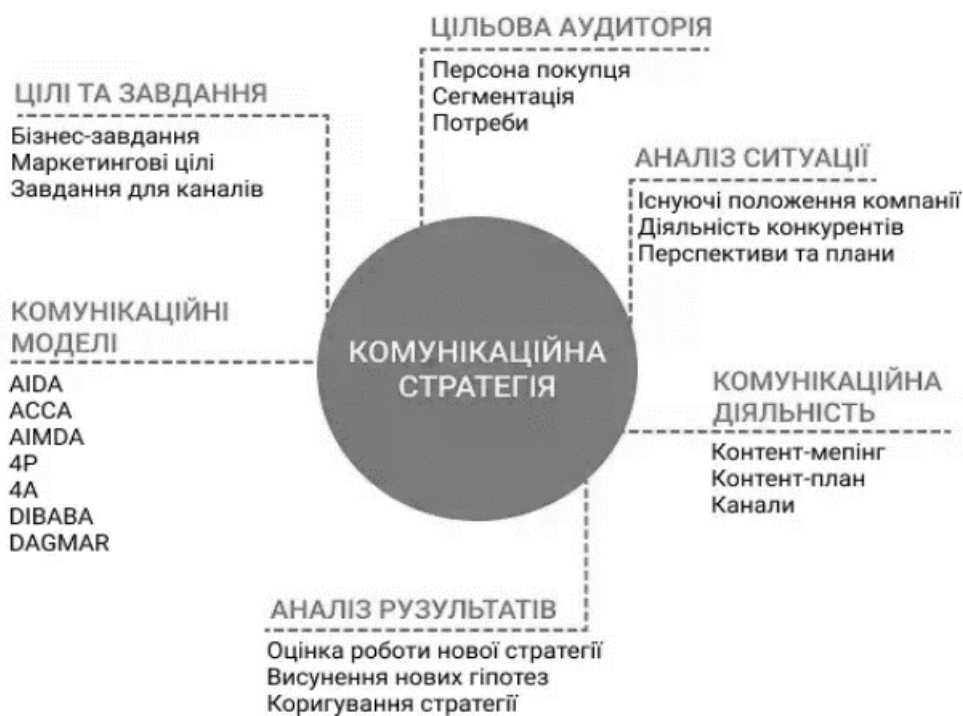 ЦІЛЬОВА АУДИТОРІЯ
Персона покупця
Сегментація
Потреби
ЦІЛІ ТА ЗАВДАННЯ
Бізнес-завдання
Маркетингові цілі
Завдання для каналів
АНАЛІЗ СИТУАЦІЇ
Існуючі положення компанії
Діяльність конкурентів
Перспективи та плани
КОМУНІКАЦІЙНІ
МОДЕЛІ
AIDA
ACCA
AIMDA
4P
4A
DIBABA
DAGMAR
КОМУНІКАЦІЙНА
СТРАТЕГІЯ
КОМУНІКАЦІЙНА
ДІЯЛЬНІСТЬ
Контент-мепінг
Контент-план
Канали
АНАЛІЗ РУЗУЛЬТАТІВ
Оцінка роботи нової стратегії
Висунення нових гіпотез
Коригування стратегії